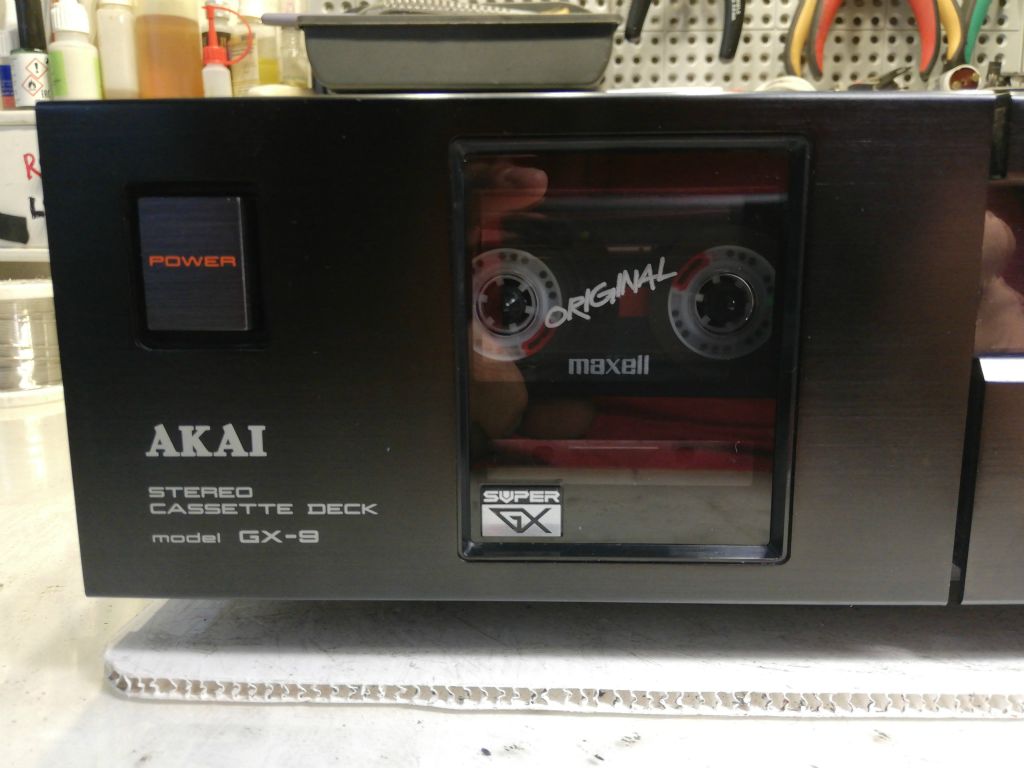 POWER
AKAI
STEREO
CASSETTE DECK
model GX-9
ORIGINAL
maxell
SUPER
GX